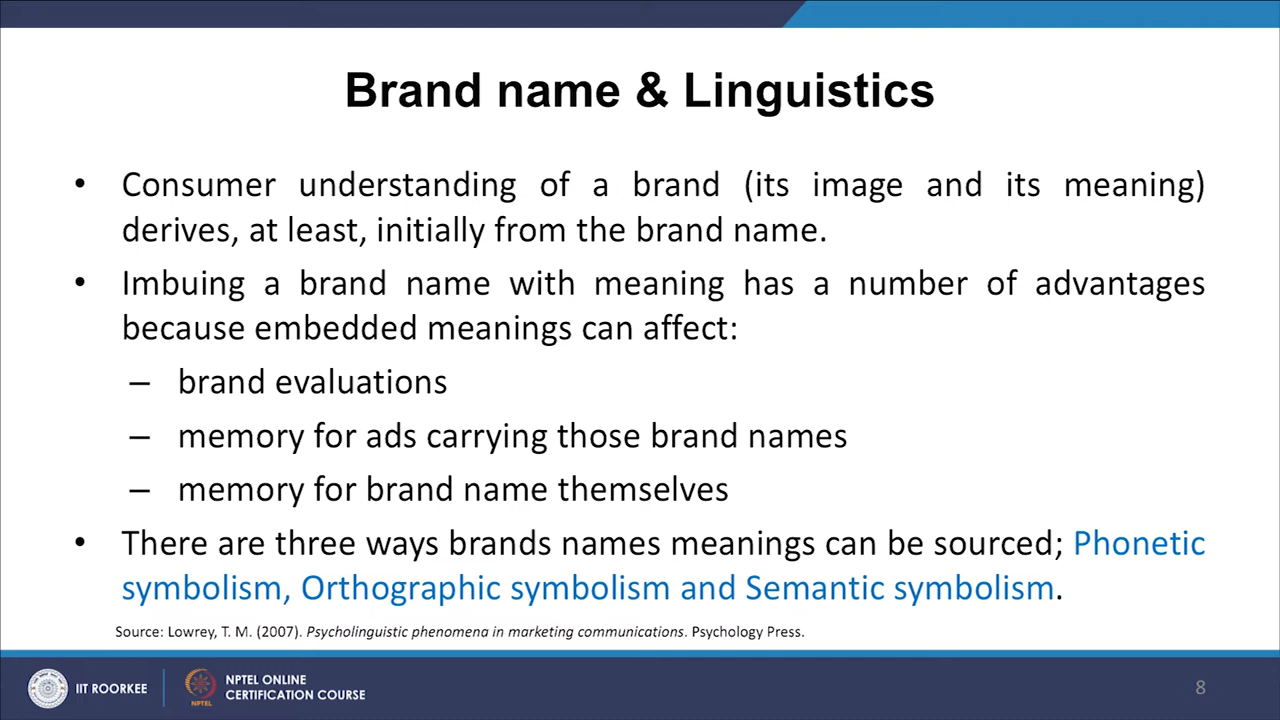 Brand name & Linguistics
• Consumer understanding of a brand (its image and its meaning)
derives, at least, initially from the brand name.
• Imbuing a brand name with meaning has a number of advantages
because embedded meanings can affect:
– brand evaluations
– memory for ads carrying those brand names
– memory for brand name themselves
• There are three ways brands names meanings can be sourced; Phonetic
symbolism, Orthographic symbolism and Semantic symbolism.
Source: Lowrey, T. M. (2007). Psycholinguistic phenomena in marketing communications. Psychology Press.
IIT ROORKEE
NPTEL
NPTEL ONLINE
CERTIFICATION COURSE
8